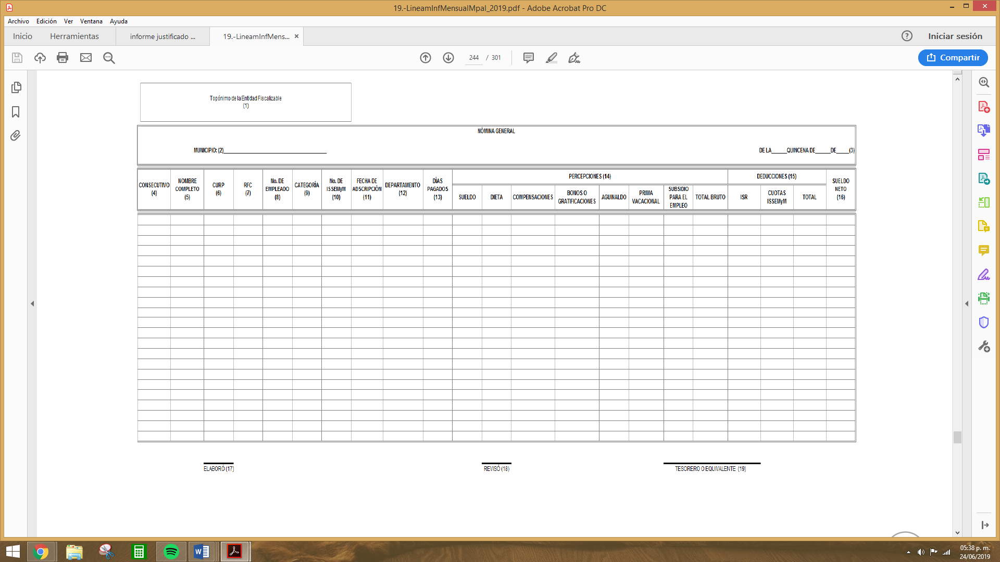 19.-LineamInfMensualMpal_2019.pdf - Adobe Acrobat Pro DC
Archivo Edición Ver Ventana Ayuda
Inicio Herramientas informe justificado ... 19.-LineamInfMens... Iniciar sesión
244 / 301 Compartir
Topónimo de la Entidad Fiscalizable
(1)
NÓMINA GENERAL
MUNICIPIO: (2)_________________________________ DE LA______QUINCENA DE______DE_____(3)
CONSECUTIVO
(4)
NOMBRE
COMPLETO
(5)
CURP
(6)
RFC
(7)
No. DE
EMPLEADO
(8)
CATEGORÍA
(9)
No. DE
ISSEMyM
(10)
FECHA DE
ADSCRIPCIÓN
(11)
DEPARTAMENTO
(12)
DÍAS
PAGADOS
(13)
PERCEPCIONES (14)
SUELDO
DIETA
COMPENSACIONES
BONOS O
GRATIFICACIONES
AGUINALDO
PRIMA
VACACIONAL
SUBSIDIO
PARA EL
EMPLEO
TOTAL BRUTO
DEDUCCIONES (15)
ISR
CUOTAS
ISSEMyM
TOTAL
SUELDO
NETO
(16)
ELABORÓ (17) REVISÓ (18) TESORERO O EQUIVALENTE (19)
05:38 p. m.
24/06/2019